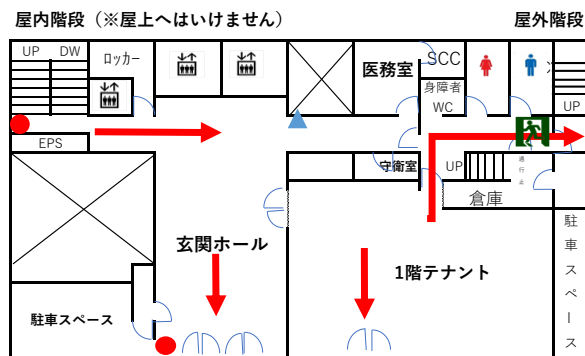 屋内階段（※屋上へはいけません）
屋外階段
UP DW
ロッカー
医務室
SCC
身障者
WC
UP
EPS
守衛室
UP
通行止
倉庫
玄関ホール
1階テナント
駐車スペース
駐車スペース